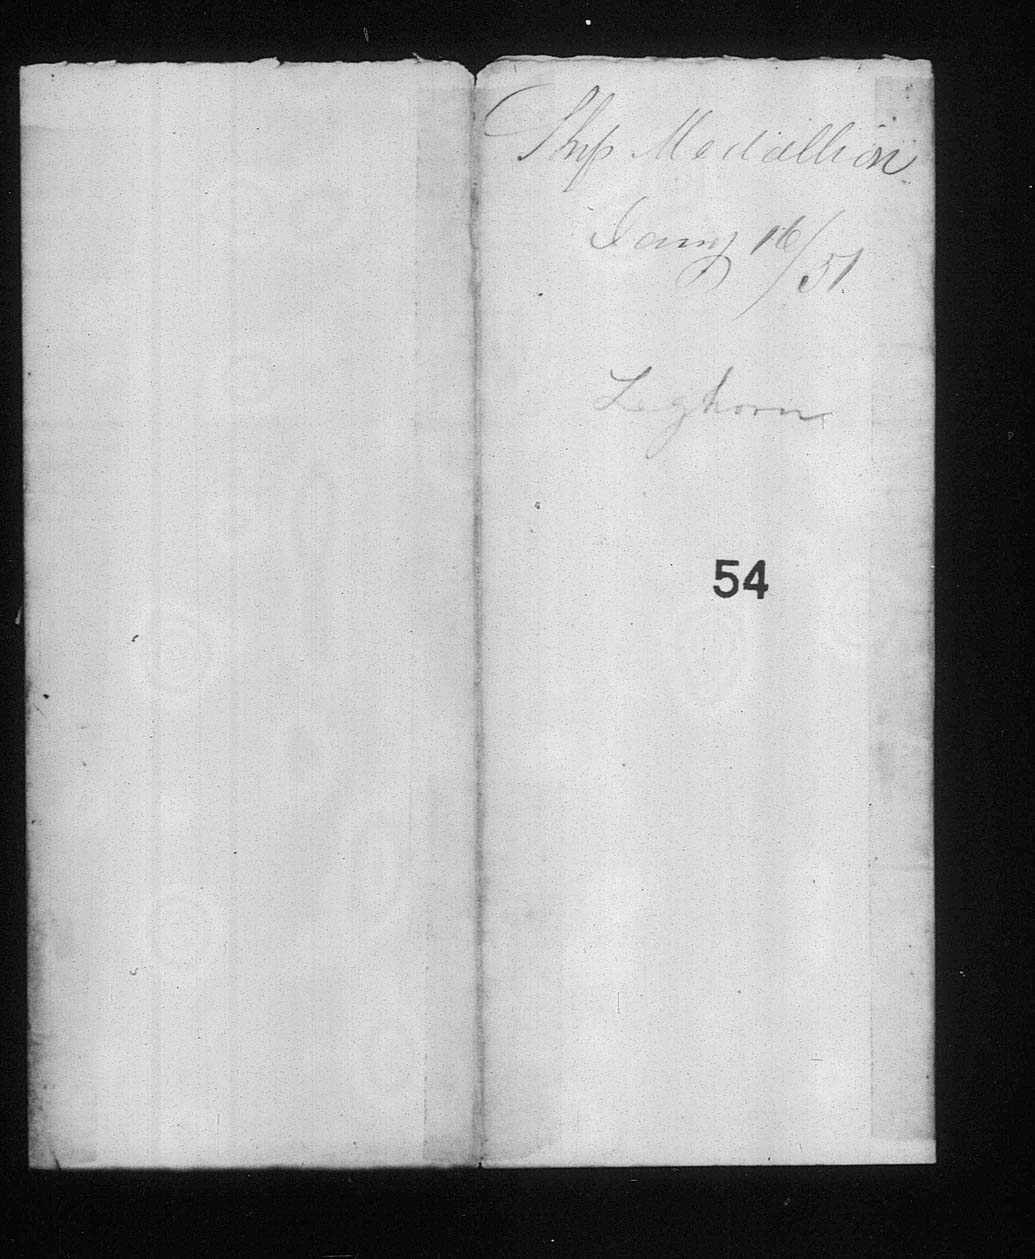 Ship Medallion
Jany 16/51.
Leghorn
54